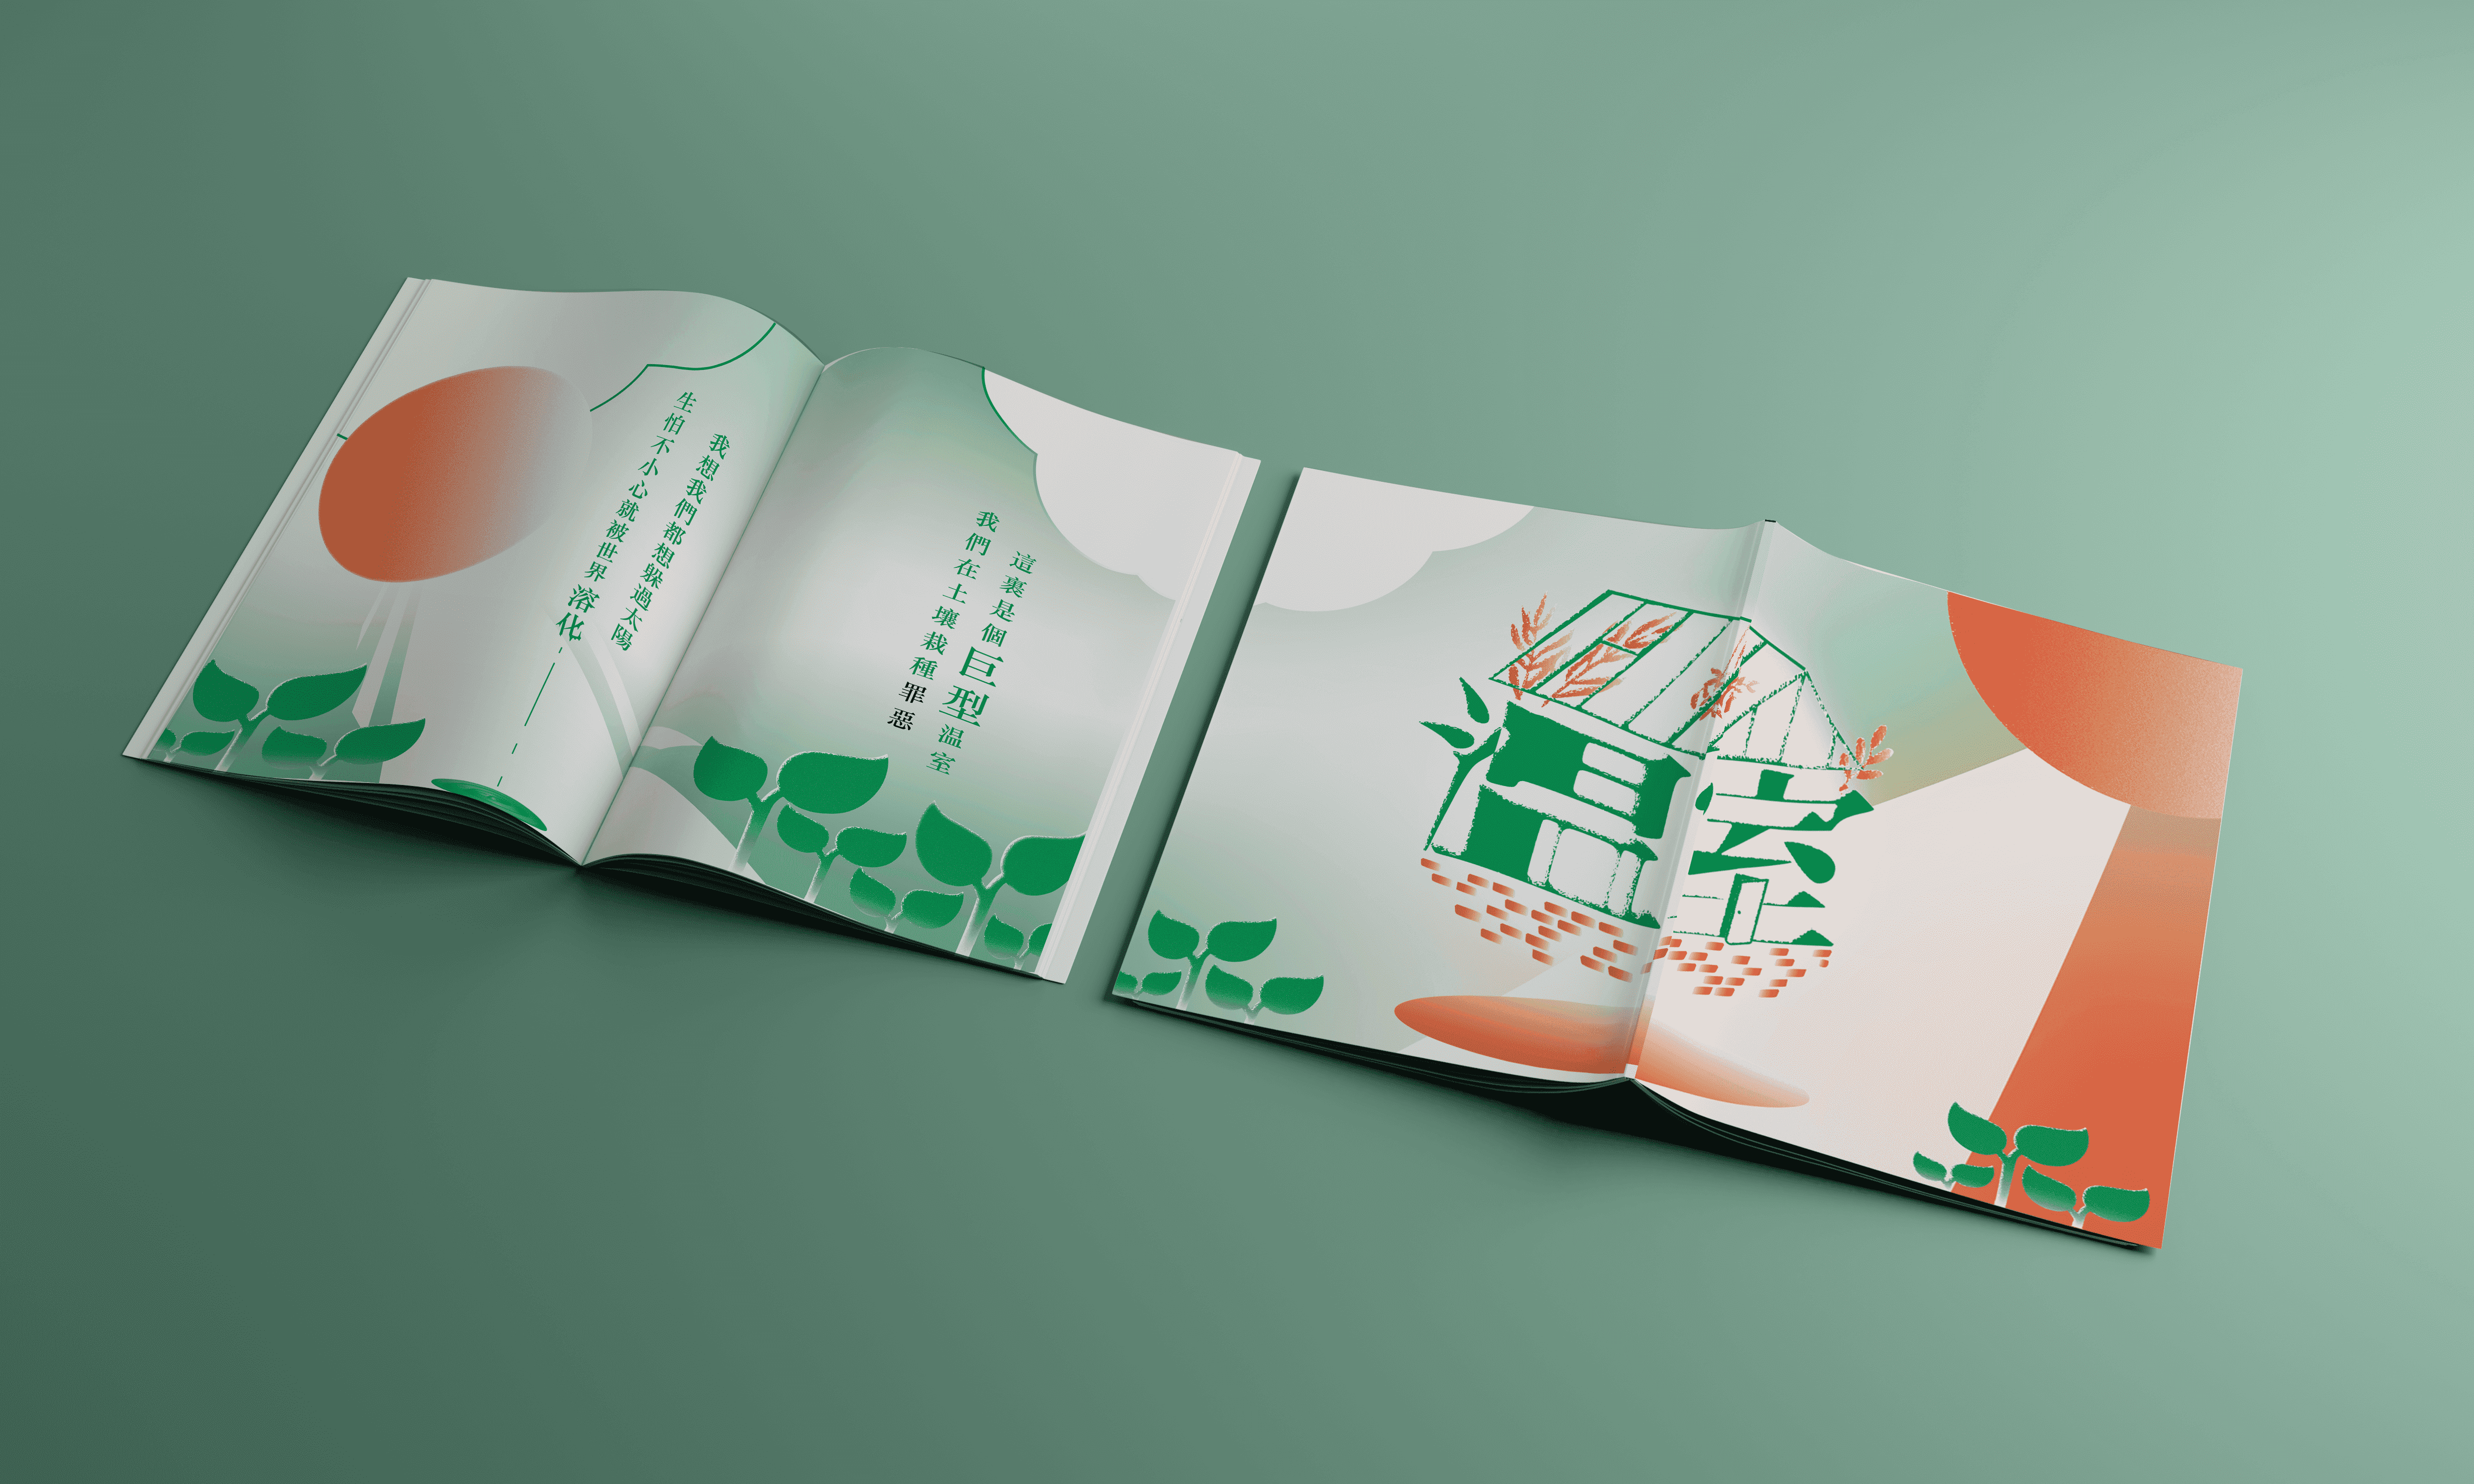 這裏是個巨型温室
我們在土壤栽種罪惡
我想我們都想躲過太陽
生怕不小心就被世界溶化
温室